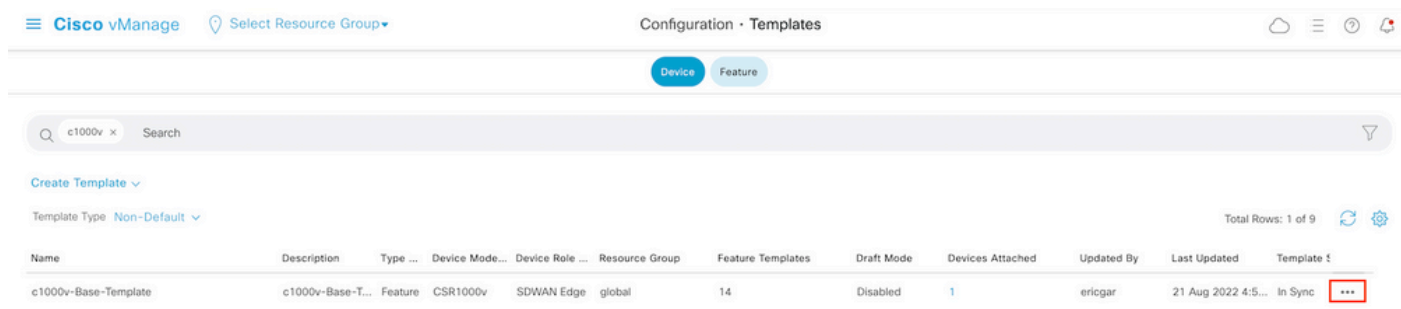 Cisco vManage Select Resource Group Configuration · Templates
Device Feature
c1000v × Search
Create Template
Template Type Non-Default Total Rows: 1 of 9
Name Description Type ... Device Mode... Device Role ... Resource Group Feature Templates Draft Mode Devices Attached Updated By Last Updated Template S
c1000v-Base-Template c1000v-Base-T... Feature CSR1000v SDWAN Edge global 14 Disabled 1 ericgar 21 Aug 2022 4:5... In Sync ...